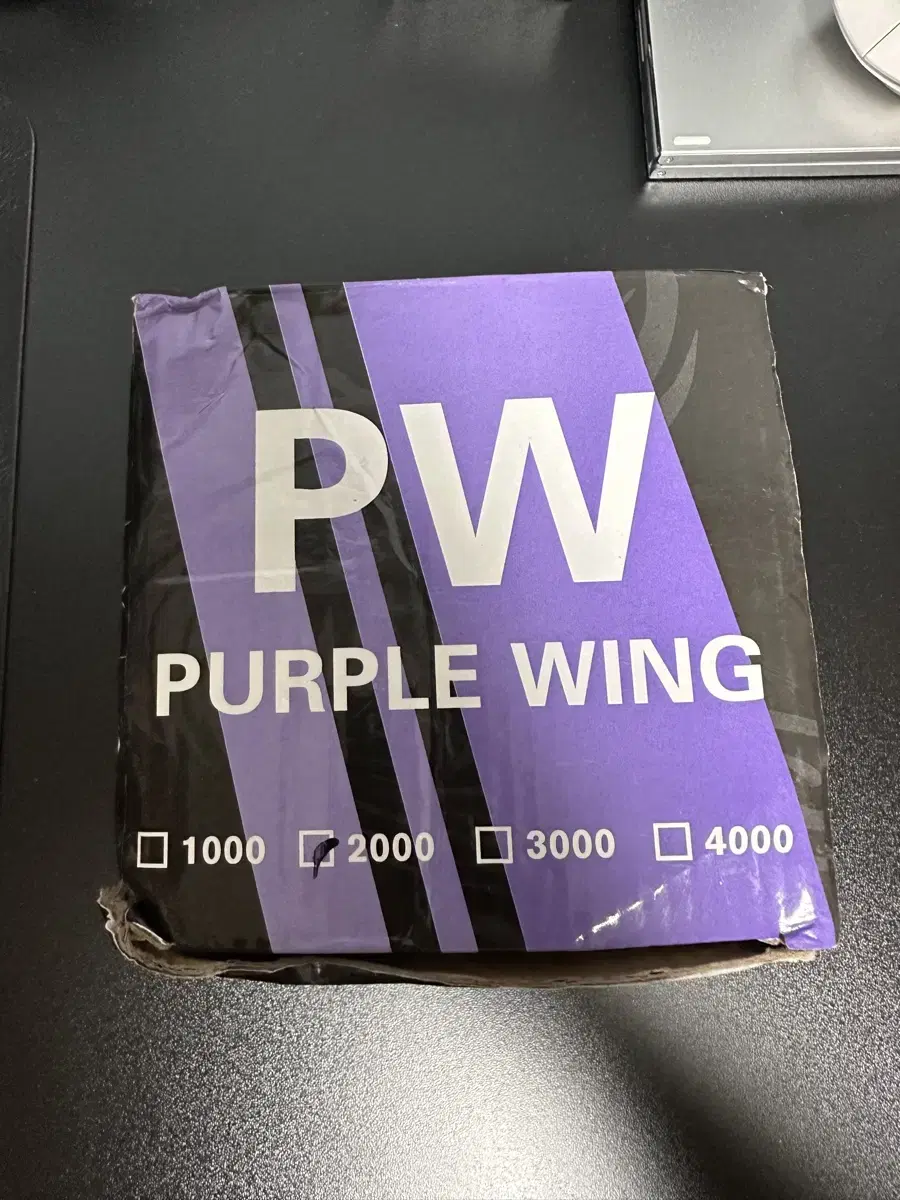 PW
PURPLE WING
☐ 1000 ☑ 2000 ☐ 3000 ☐ 4000